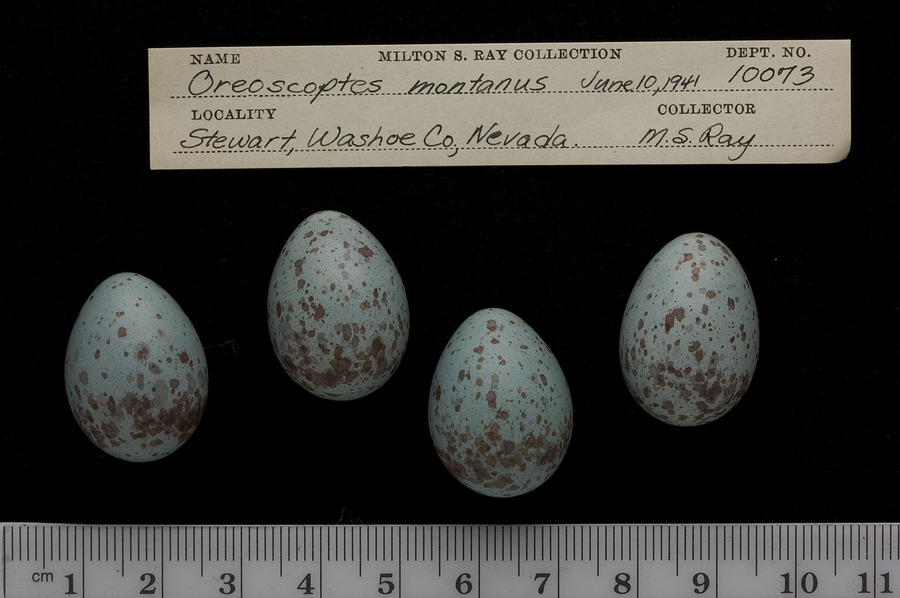 NAME MILTON S. RAY COLLECTION DEPT. NO.
Oreoscoptes montanus June 10, 1941 10073
LOCALITY COLLECTOR
Stewart, Washoe Co, Nevada. M.S. Ray
cm 1 2 3 4 5 6 7 8 9 10 11